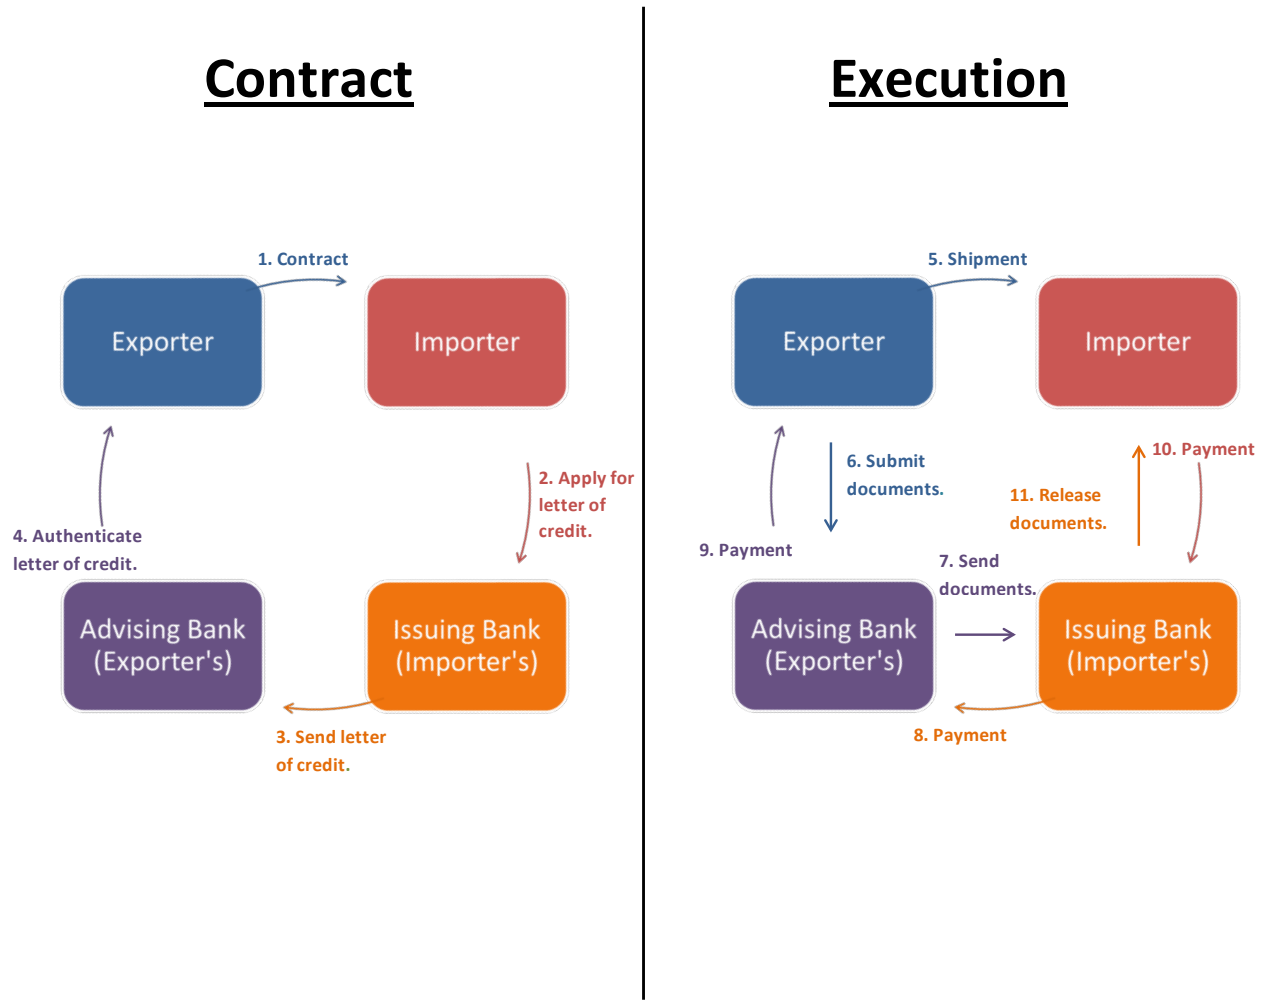 Contract
1. Contract
Exporter
Importer
2. Apply for
letter of
credit.
4. Authenticate
letter of credit.
Advising Bank
(Exporter's)
Issuing Bank
(Importer's)
3. Send letter
of credit.
Execution
5. Shipment
Exporter
Importer
6. Submit
documents.
10. Payment
11. Release
documents.
9. Payment
7. Send
documents.
Advising Bank
(Exporter's)
Issuing Bank
(Importer's)
8. Payment